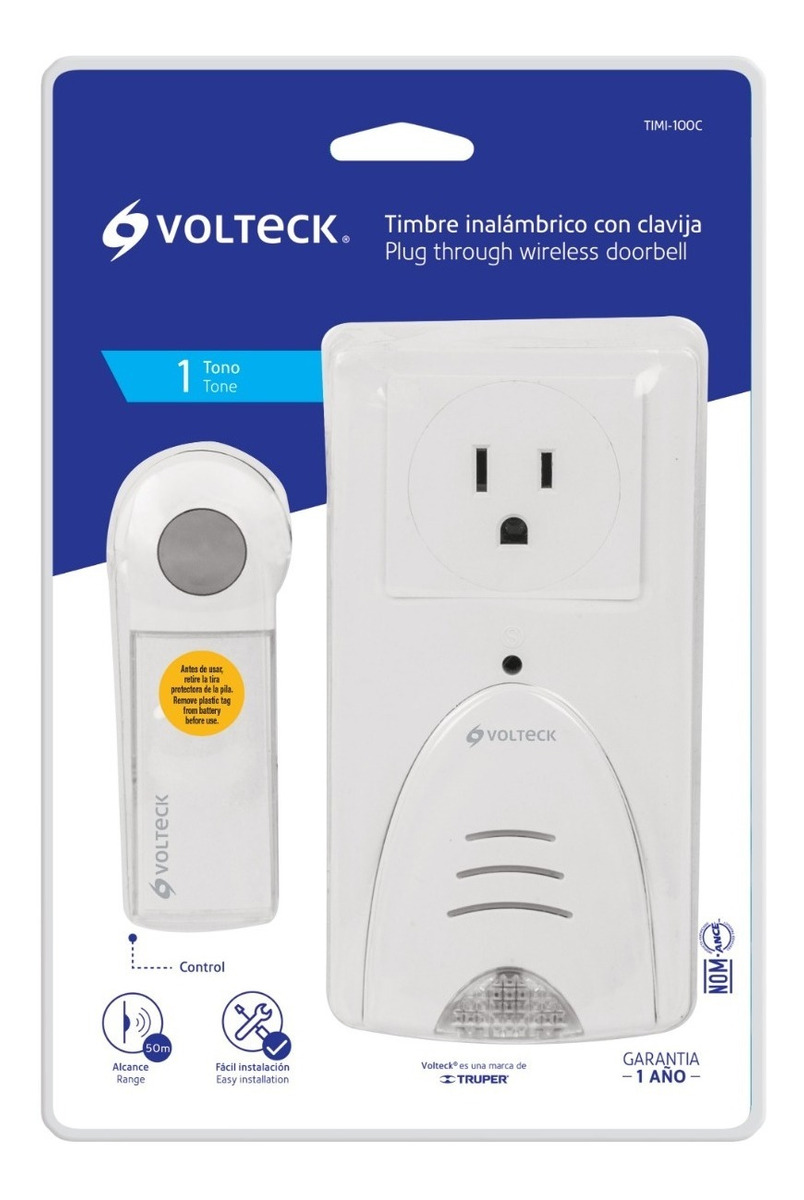 TIMI-100C
VOLTECK®
Timbre inalámbrico con clavija
Plug through wireless doorbell
1 Tono
Tone
Antes de usar,
retire la tira
protectora de la pila.
Remove plastic tag
from battery
before use.
VOLTECK
VOLTECK
Control
50m
Alcance
Range
Fácil instalación
Easy installation
Volteck® es una marca de
TRUPER®
NOM-ANCE
GARANTIA
– 1 AÑO –